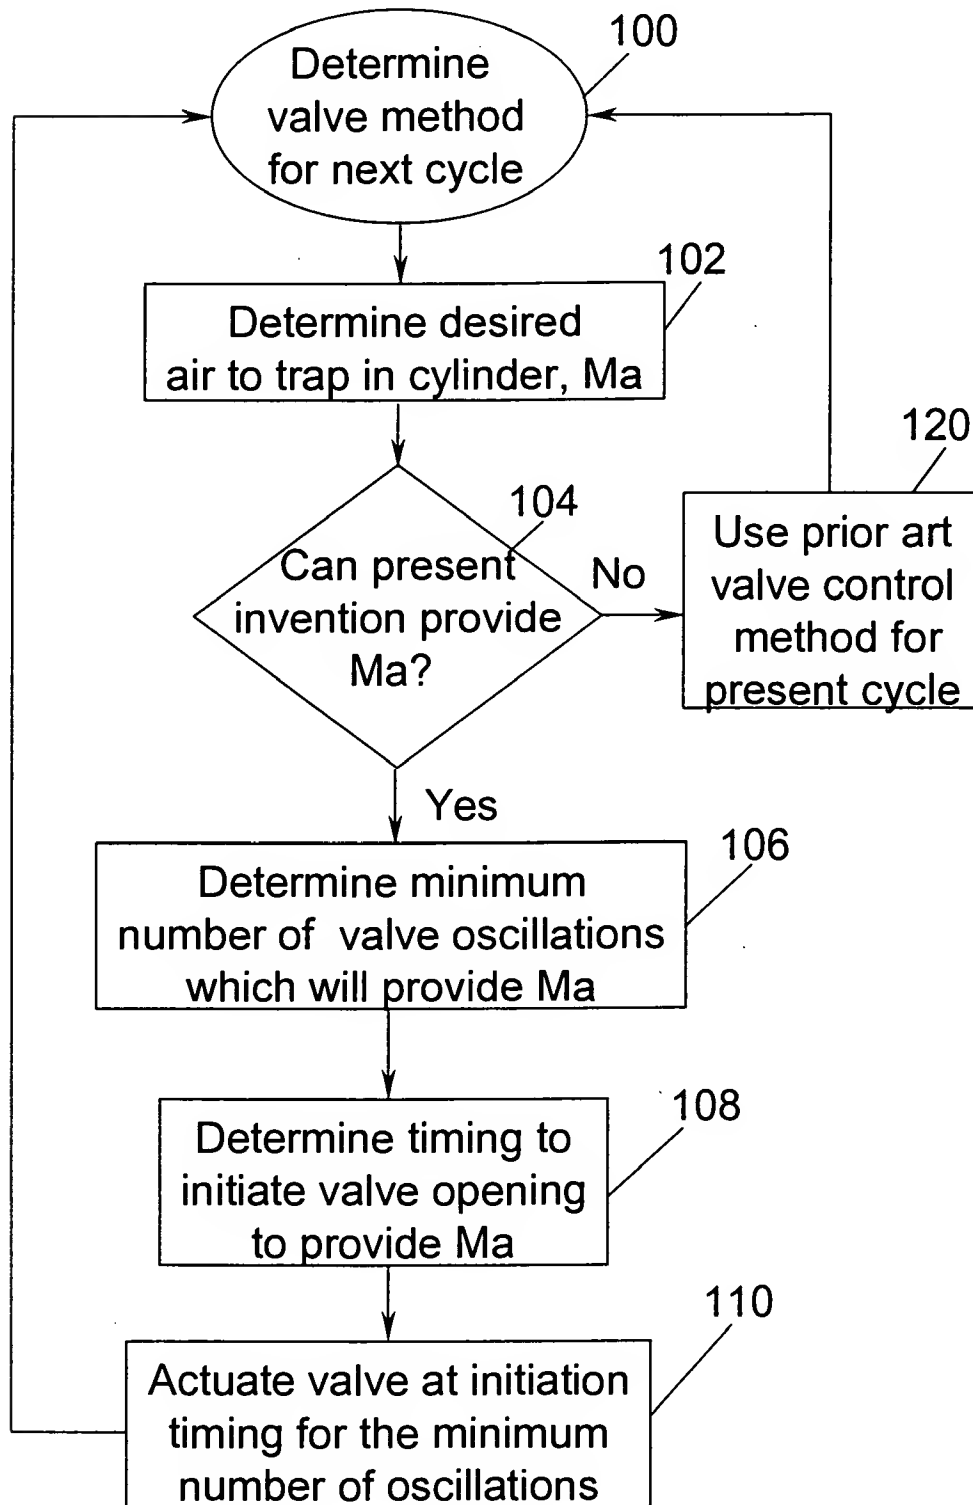 100
Determine
valve method
for next cycle
102
Determine desired
air to trap in cylinder, Ma
104
Can present
invention provide
Ma?
No
120
Use prior art
valve control
method for
present cycle
Yes
106
Determine minimum
number of valve oscillations
which will provide Ma
108
Determine timing to
initiate valve opening
to provide Ma
110
Actuate valve at initiation
timing for the minimum
number of oscillations